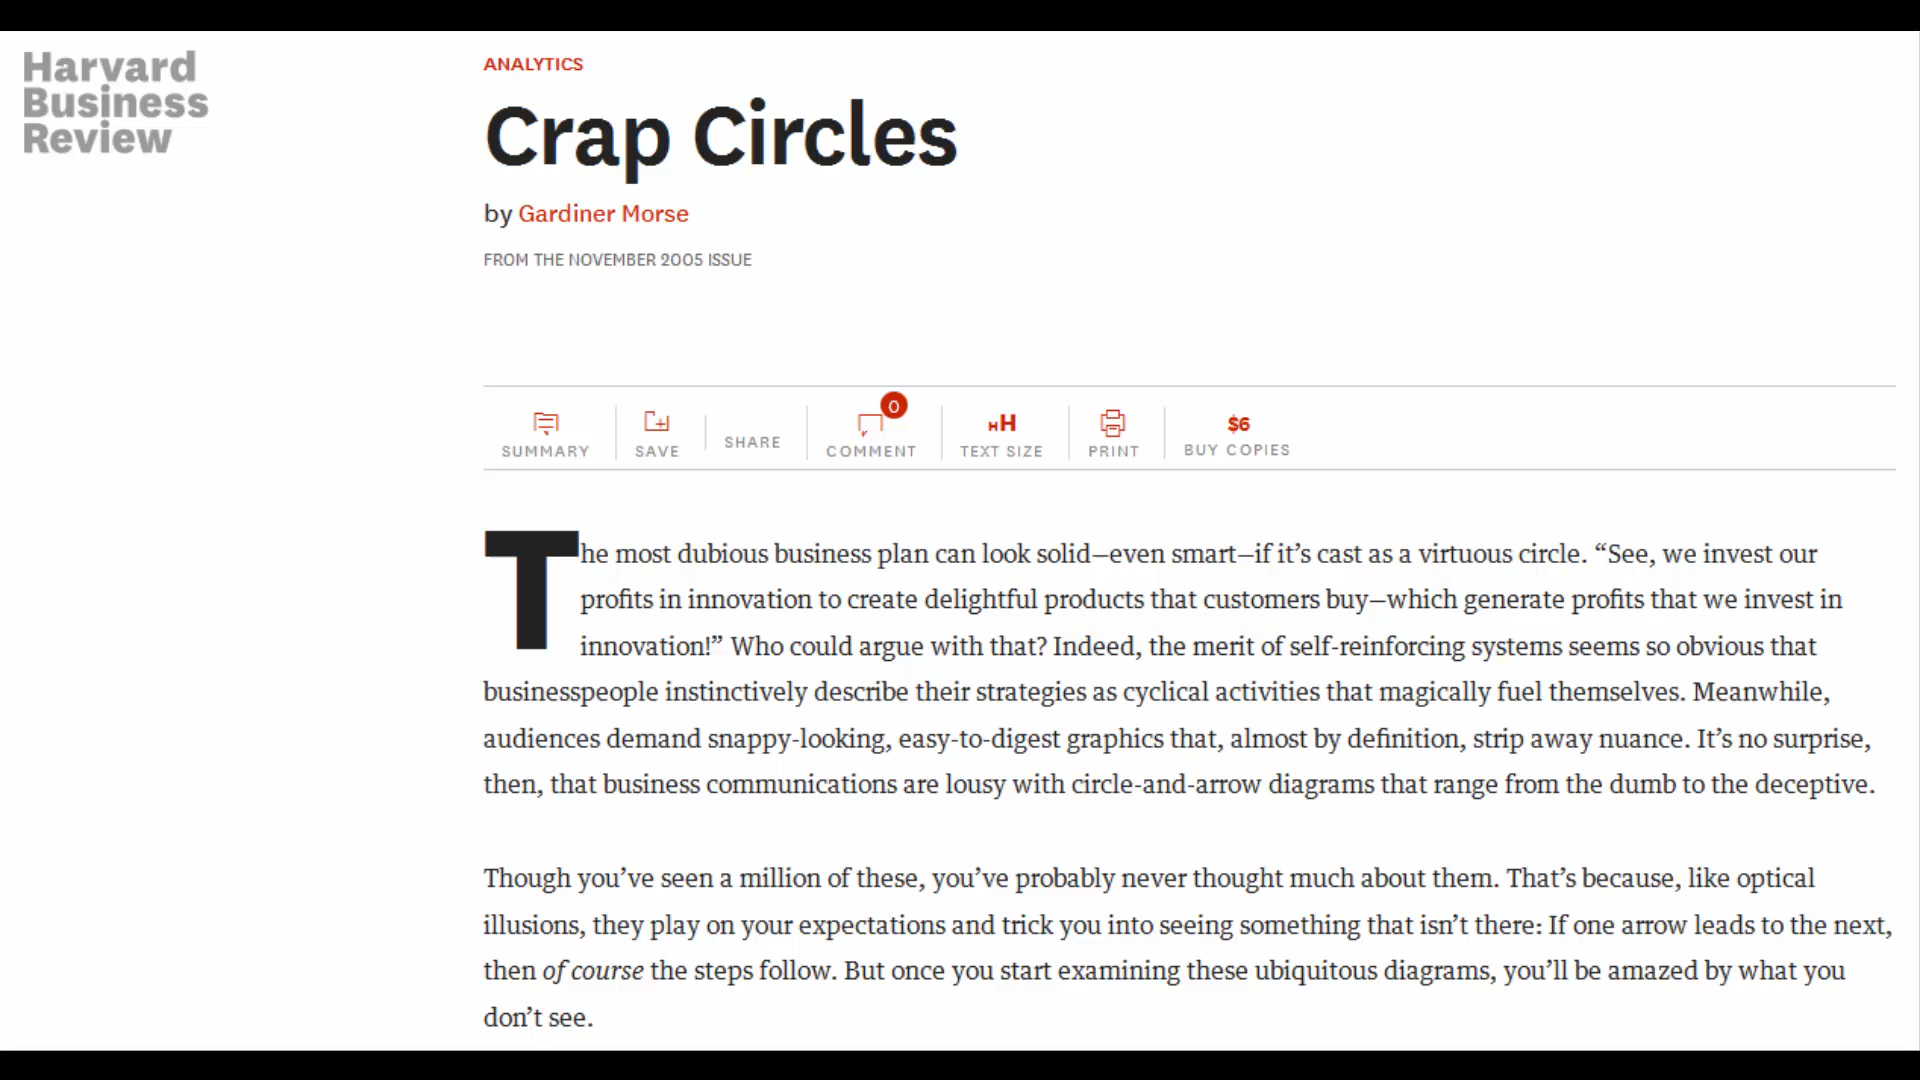 Harvard
Business
Review
ANALYTICS
Crap Circles
by Gardiner Morse
FROM THE NOVEMBER 2005 ISSUE
SUMMARY
SAVE
SHARE
0
COMMENT
HH
TEXT SIZE
PRINT
$6
BUY COPIES
The most dubious business plan can look solid—even smart—if it’s cast as a virtuous circle. “See, we invest our
profits in innovation to create delightful products that customers buy—which generate profits that we invest in
innovation!” Who could argue with that? Indeed, the merit of self-reinforcing systems seems so obvious that
businesspeople instinctively describe their strategies as cyclical activities that magically fuel themselves. Meanwhile,
audiences demand snappy-looking, easy-to-digest graphics that, almost by definition, strip away nuance. It’s no surprise,
then, that business communications are lousy with circle-and-arrow diagrams that range from the dumb to the deceptive.
Though you’ve seen a million of these, you’ve probably never thought much about them. That’s because, like optical
illusions, they play on your expectations and trick you into seeing something that isn’t there: If one arrow leads to the next,
then of course the steps follow. But once you start examining these ubiquitous diagrams, you’ll be amazed by what you
don’t see.